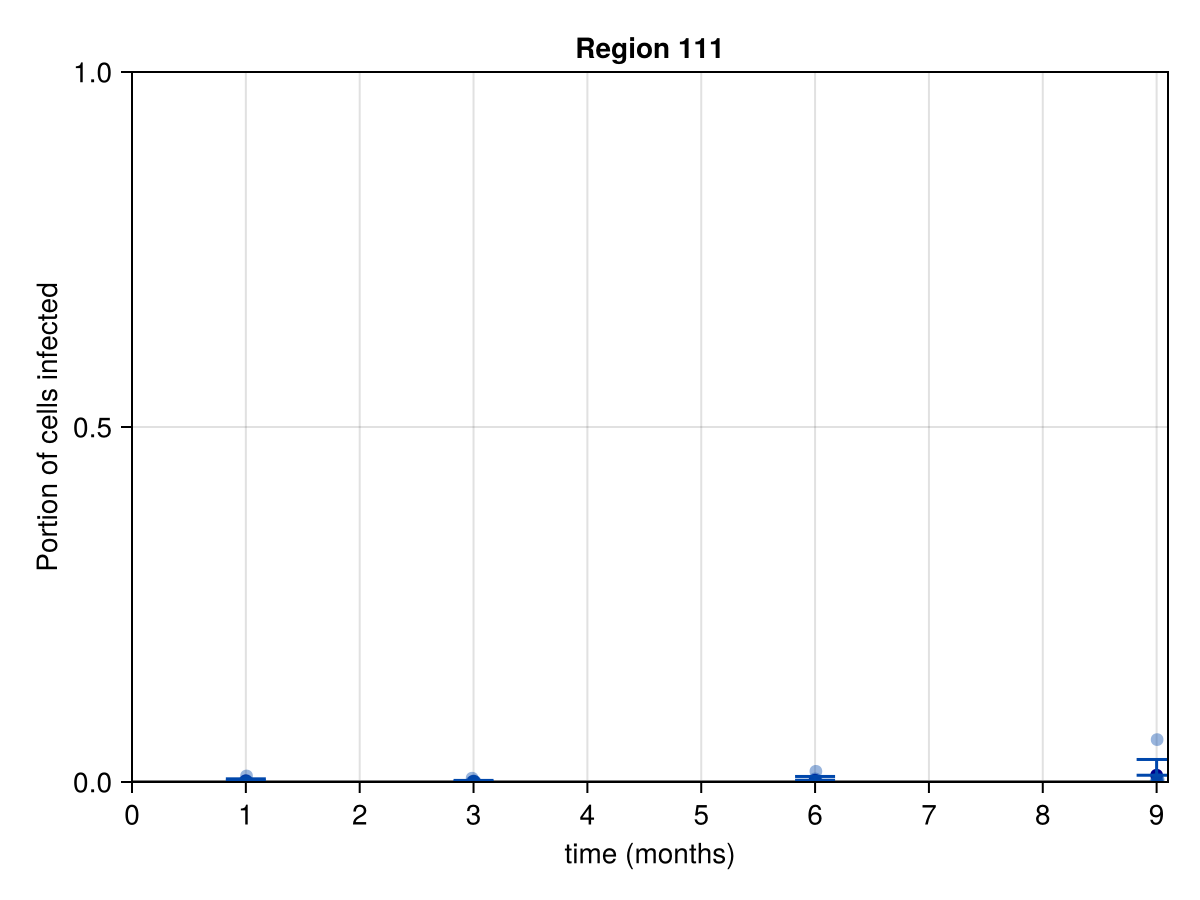 Region 111
1.0
0.5
0.0
Portion of cells infected
0 1 2 3 4 5 6 7 8 9
time (months)